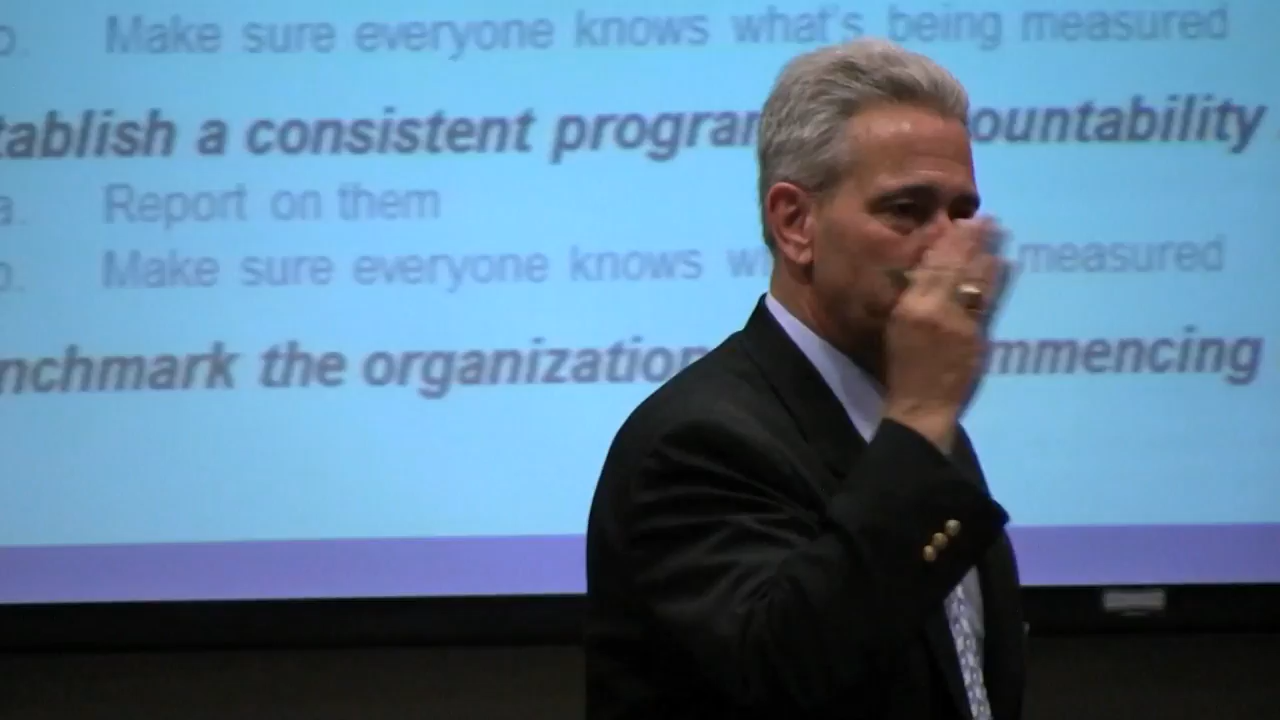 b. Make sure everyone knows what's being measured
tablish a consistent program ountability
a. Report on them
b. Make sure everyone knows measured
nchmark the organization mmencing